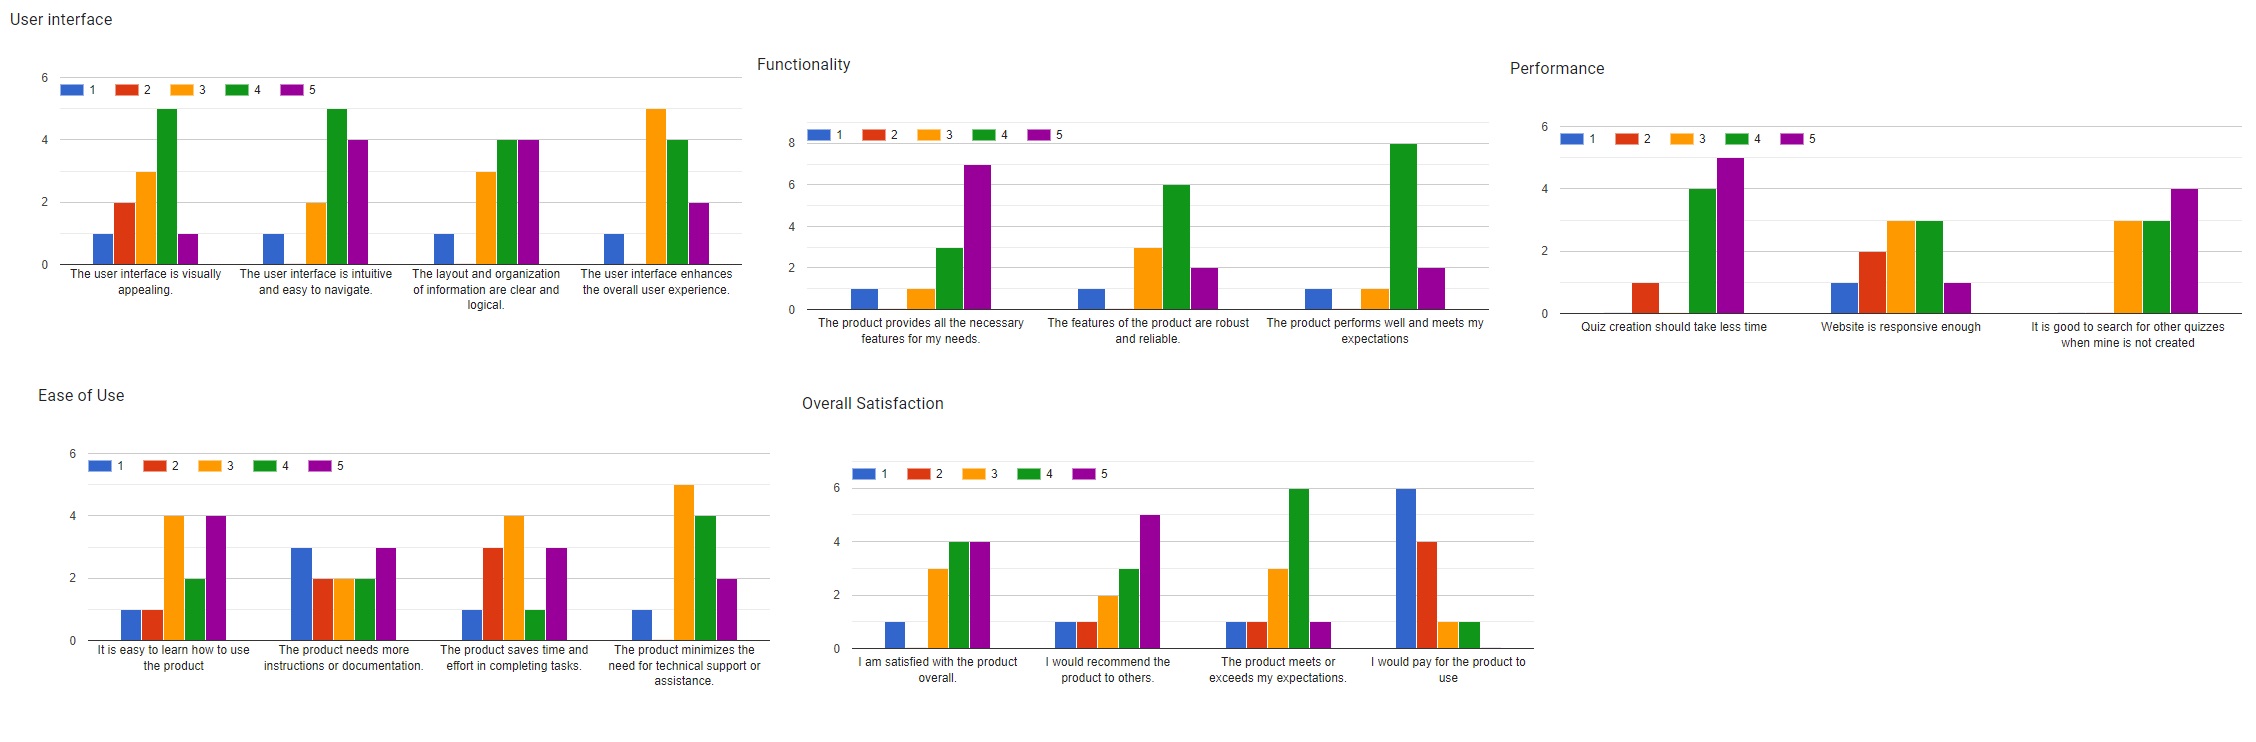 User interface
6
1 2 3 4 5
4
2
0
The user interface is visually
appealing.
The user interface is intuitive
and easy to navigate.
The layout and organization
of information are clear and
logical.
The user interface enhances
the overall user experience.
Functionality
1 2 3 4 5
8
6
4
2
0
The product provides all the necessary
features for my needs.
The features of the product are robust
and reliable.
The product performs well and meets my
expectations
Performance
6
1 2 3 4 5
4
2
0
Quiz creation should take less time
Website is responsive enough
It is good to search for other quizzes
when mine is not created
Ease of Use
6
1 2 3 4 5
4
2
0
It is easy to learn how to use
the product
The product needs more
instructions or documentation.
The product saves time and
effort in completing tasks.
The product minimizes the
need for technical support or
assistance.
Overall Satisfaction
1 2 3 4 5
6
4
2
0
I am satisfied with the product
overall.
I would recommend the
product to others.
The product meets or
exceeds my expectations.
I would pay for the product to
use